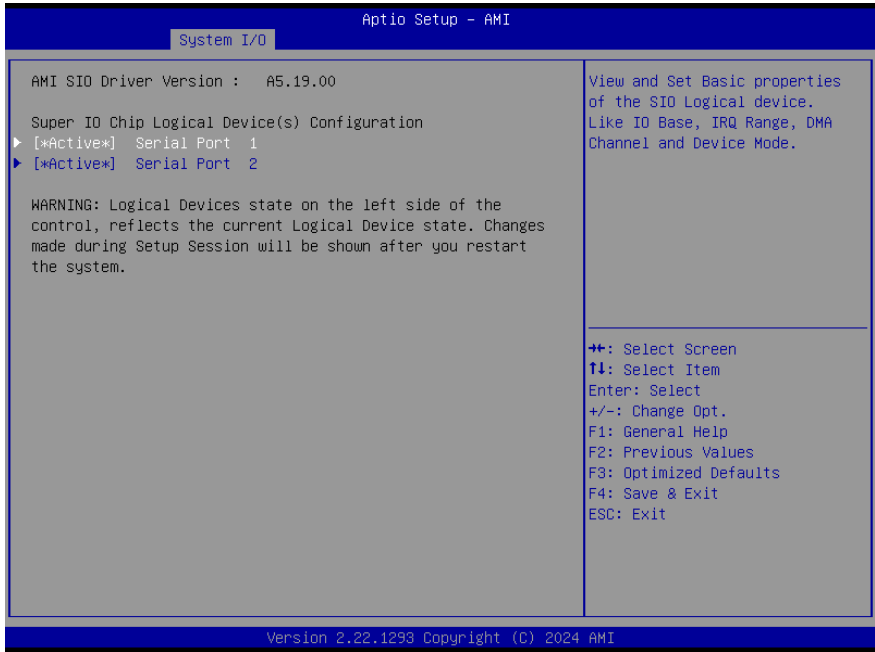 Aptio Setup – AMI
System I/O
AMI SIO Driver Version :   A5.19.00
Super IO Chip Logical Device(s) Configuration
[*Active*]  Serial Port  1
[*Active*]  Serial Port  2
WARNING: Logical Devices state on the left side of the
control, reflects the current Logical Device state. Changes
made during Setup Session will be shown after you restart
the system.
View and Set Basic properties
of the SIO Logical device.
Like IO Base, IRQ Range, DMA
Channel and Device Mode.
→←: Select Screen
↑↓: Select Item
Enter: Select
+/-: Change Opt.
F1: General Help
F2: Previous Values
F3: Optimized Defaults
F4: Save & Exit
ESC: Exit
Version 2.22.1293 Copyright (C) 2024 AMI